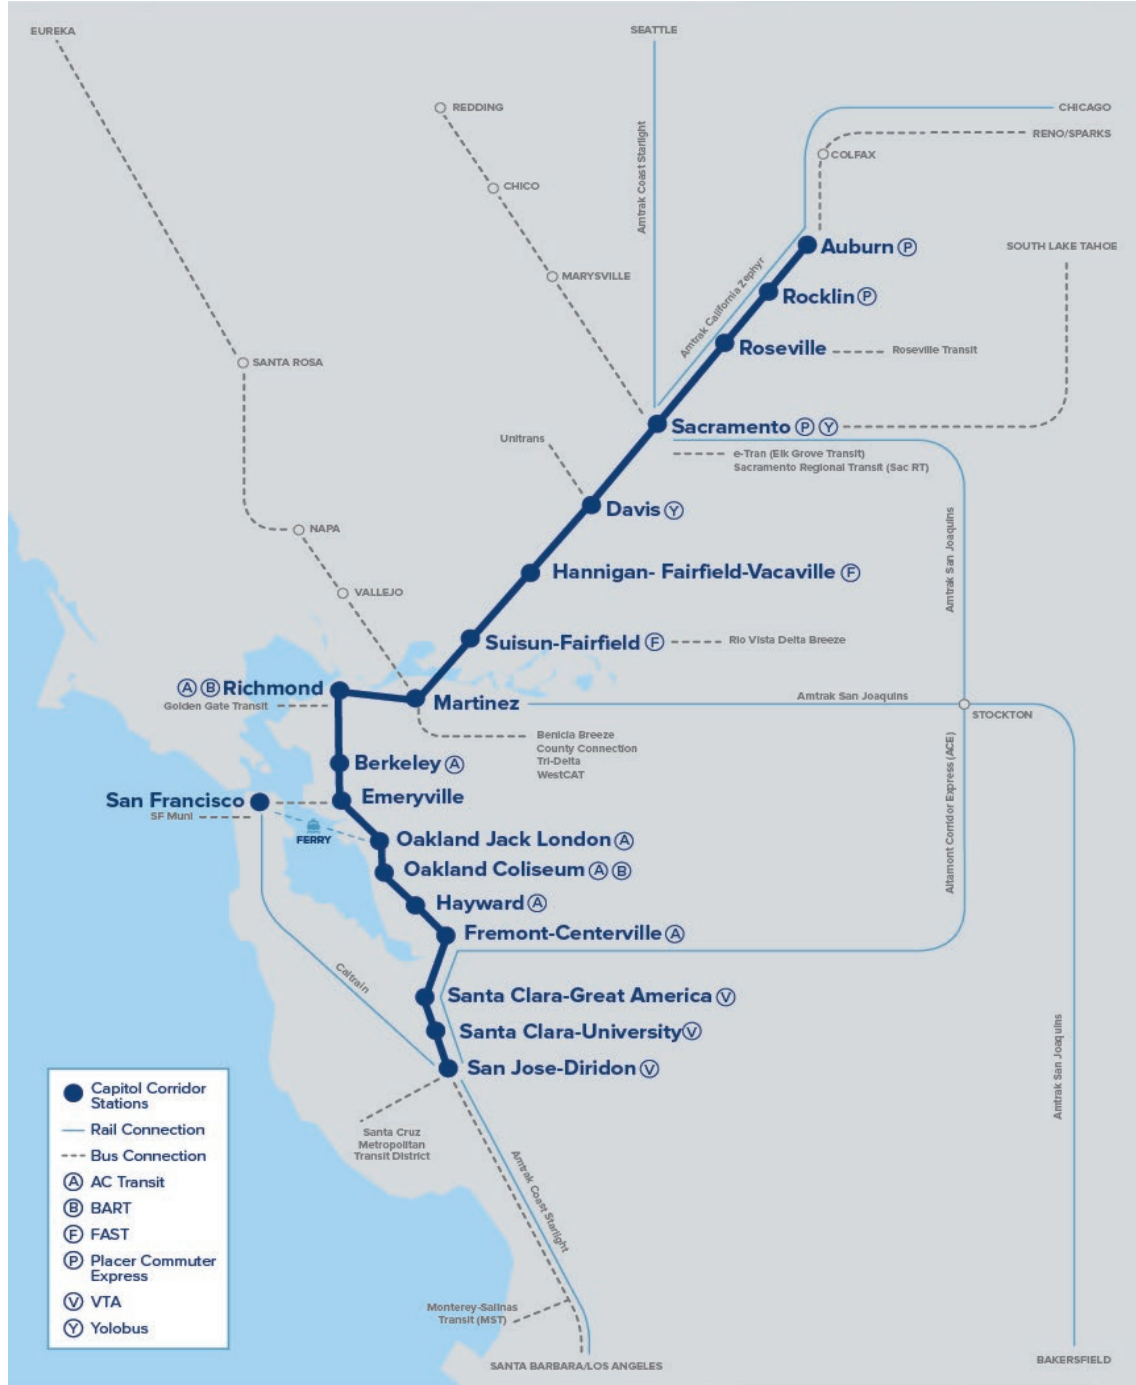 EUREKA
SEATTLE
REDDING
CHICAGO
RENO/SPARKS
COLFAX
Amtrak Coast Starlight
CHICO
Auburn Ⓟ
SOUTH LAKE TAHOE
MARYSVILLE
Rocklin Ⓟ
Amtrak California Zephyr
Roseville
Roseville Transit
SANTA ROSA
Sacramento Ⓟ Ⓨ
Unitrans
e-Tran (Elk Grove Transit)
Sacramento Regional Transit (Sac RT)
Davis Ⓨ
NAPA
Amtrak San Joaquins
Hannigan- Fairfield-Vacaville Ⓕ
VALLEJO
Suisun-Fairfield Ⓕ
Rio Vista Delta Breeze
Ⓐ Ⓑ Richmond
Golden Gate Transit
Martinez
Amtrak San Joaquins
STOCKTON
Benicia Breeze
County Connection
Tri-Delta
WestCAT
Berkeley Ⓐ
San Francisco
SF Muni
Emeryville
FERRY
Oakland Jack London Ⓐ
Altamont Corridor Express (ACE)
Oakland Coliseum Ⓐ Ⓑ
Hayward Ⓐ
Fremont-Centerville Ⓐ
Caltrain
Santa Clara-Great America Ⓥ
Santa Clara-University Ⓥ
San Jose-Diridon Ⓥ
Amtrak San Joaquins
Santa Cruz
Metropolitan
Transit District
Amtrak Coast Starlight
Monterey-Salinas
Transit (MST)
SANTA BARBARA/LOS ANGELES
BAKERSFIELD
Capitol Corridor
Stations
Rail Connection
Bus Connection
Ⓐ AC Transit
Ⓑ BART
Ⓕ FAST
Ⓟ Placer Commuter
Express
Ⓥ VTA
Ⓨ Yolobus